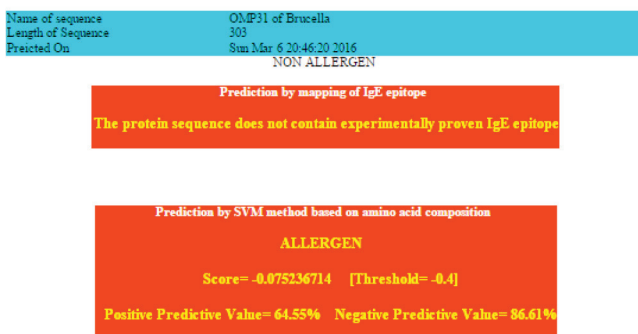 Name of sequence OMP31 of Brucella
Length of Sequence 303
Preicted On Sun Mar 6 20:46:20 2016
NON ALLERGEN
Prediction by mapping of IgE epitope
The protein sequence does not contain experimentally proven IgE epitope
Prediction by SVM method based on amino acid composition
ALLERGEN
Score= -0.075236714 [Threshold= -0.4]
Positive Predictive Value= 64.55% Negative Predictive Value= 86.61%